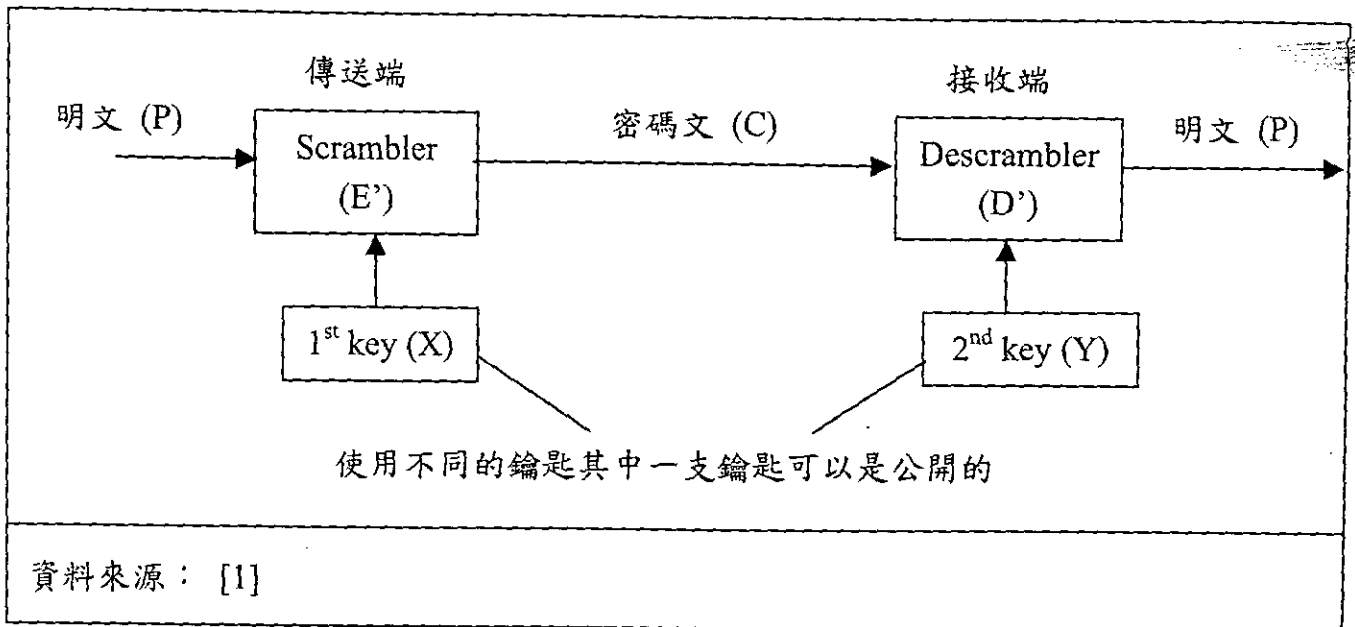 傳送端
接收端
明文 (P)
密碼文 (C)
明文 (P)
Scrambler
(E’)
Descrambler
(D’)
1st key (X)
2nd key (Y)
使用不同的鑰匙其中一支鑰匙可以是公開的
資料來源： [1]